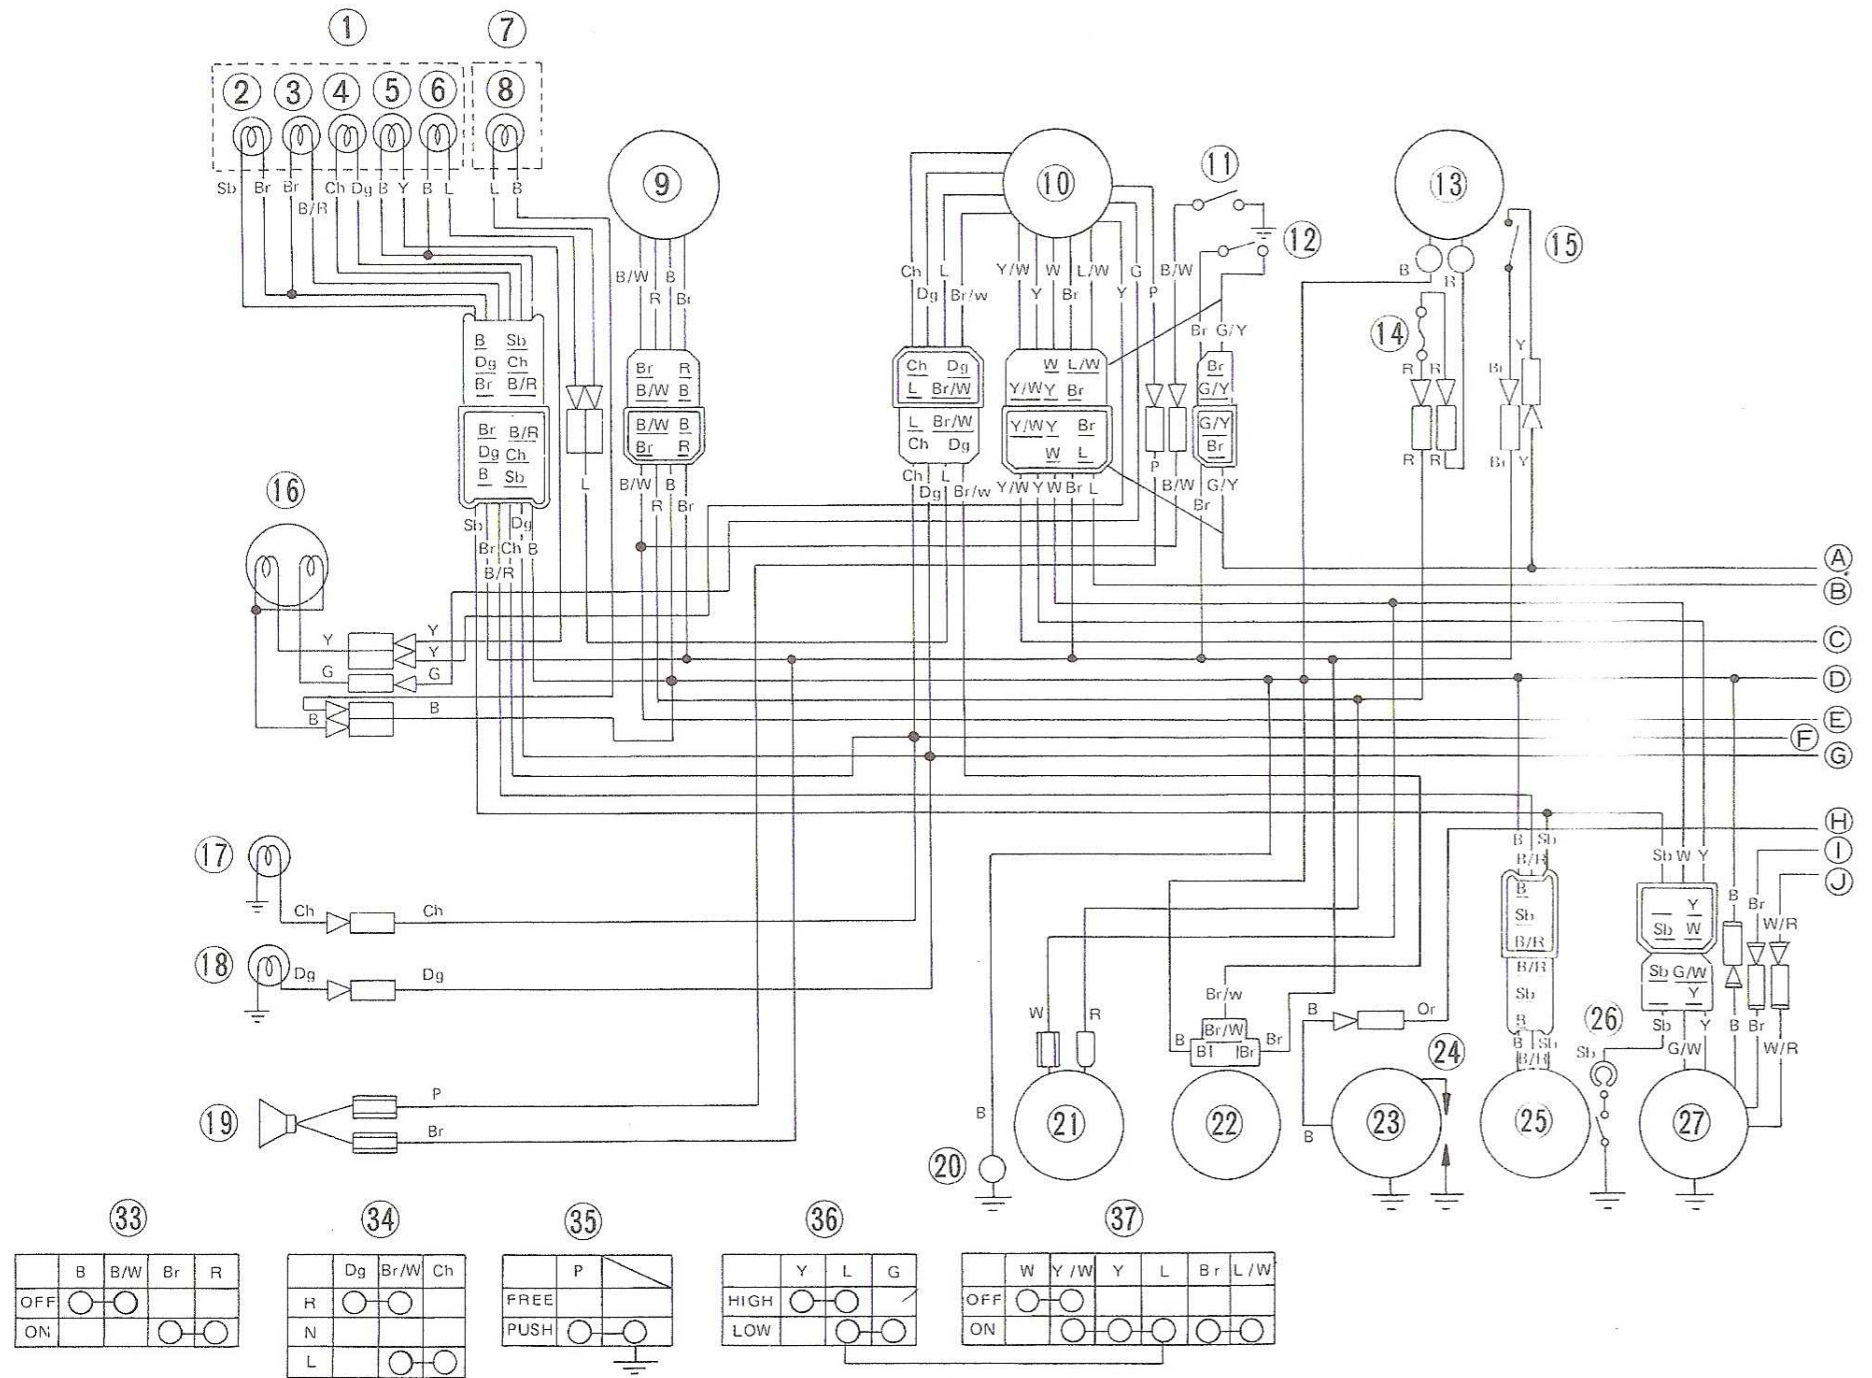 1 7
2 3 4 5 6 8
Sb Br Br B/R Ch Dg B Y B L L B
9 10 11 12 13 14 15
B/W R B Br
Ch Dg L Br/w
Y/W Y W Br L/W Y G P B/W
Br G/Y
B R
R R
Br Y
B Sb
Dg Ch
Br B/R
Br B/R
Dg Ch
B Sb
Sb Br B/R Ch Dg B
L
Br R
B/W B
B/W B
Br R
B/W R B Br
Ch Dg
L Br/W
L Br/W
Ch Dg
Ch Dg L Br/w
W L/W
Y/W Y Br
Y/W Y Br
W L
Y/W Y W Br L
P B/W
Br
G/Y
G/Y
Br
G/Y
R R
Br Y
16
Y Y
Y
G G
B B
A
B
C
D
E
F
G
H
I
J
17
Ch Ch
18
Dg Dg
19
P
Br
20
B
21
W R
22
Br/w
Br/W
B B Br Br
23
B Or
B
24
25
B B/R Sb
B
Sb
B/R
B/R
Sb
B
B B/R Sb
26
Sb
27
Sb W Y
Y
Sb W
Sb G/W
Y
Sb G/W Y
B Br W/R
B Br W/R
33
B B/W Br R
OFF
ON
34
Dg Br/W Ch
R
N
L
35
P
FREE
PUSH
36
Y L G
HIGH
LOW
37
W Y/W Y L Br L/W
OFF
ON